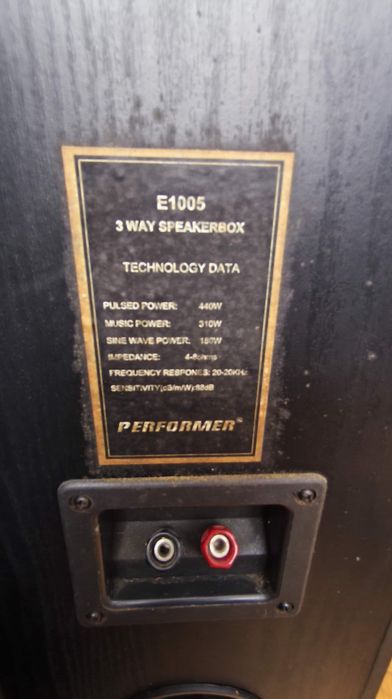 E1005
3 WAY SPEAKERBOX
TECHNOLOGY DATA
PULSED POWER: 440W
MUSIC POWER: 310W
SINE WAVE POWER: 180W
IMPEDANCE: 4-8ohms
FREQUENCY RESPONES: 20-20KHz
SENSITIVITY(dB/m/W):88dB
PERFORMER®